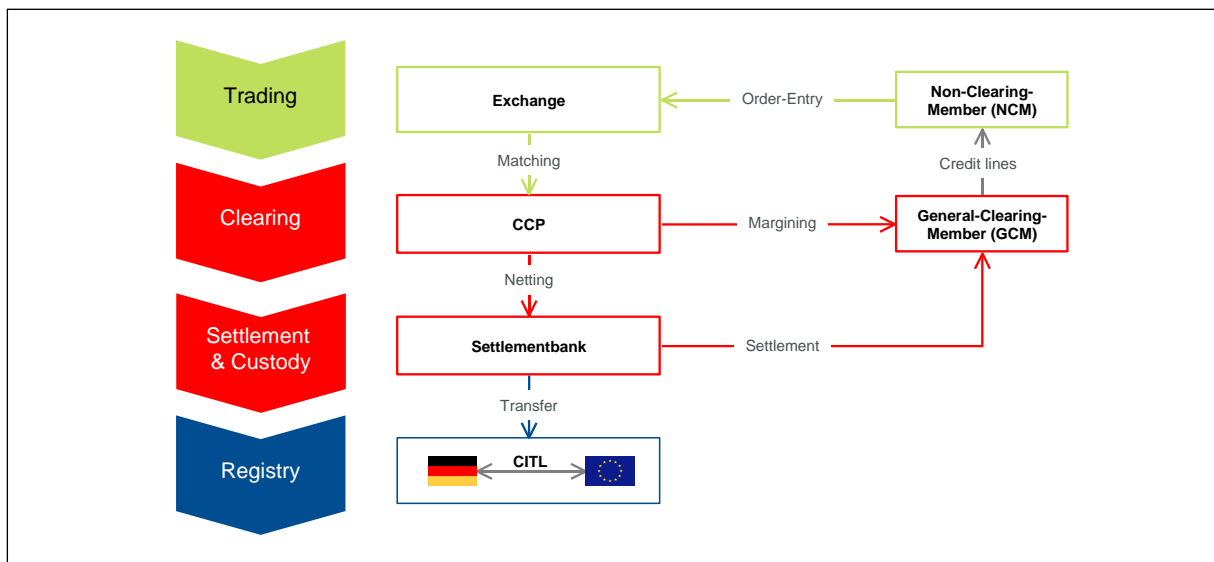 Trading
Exchange
Order-Entry
Non-Clearing-
Member (NCM)
Matching
Credit lines
Clearing
CCP
Margining
General-Clearing-
Member (GCM)
Netting
Settlement
& Custody
Settlementbank
Settlement
Transfer
Registry
CITL